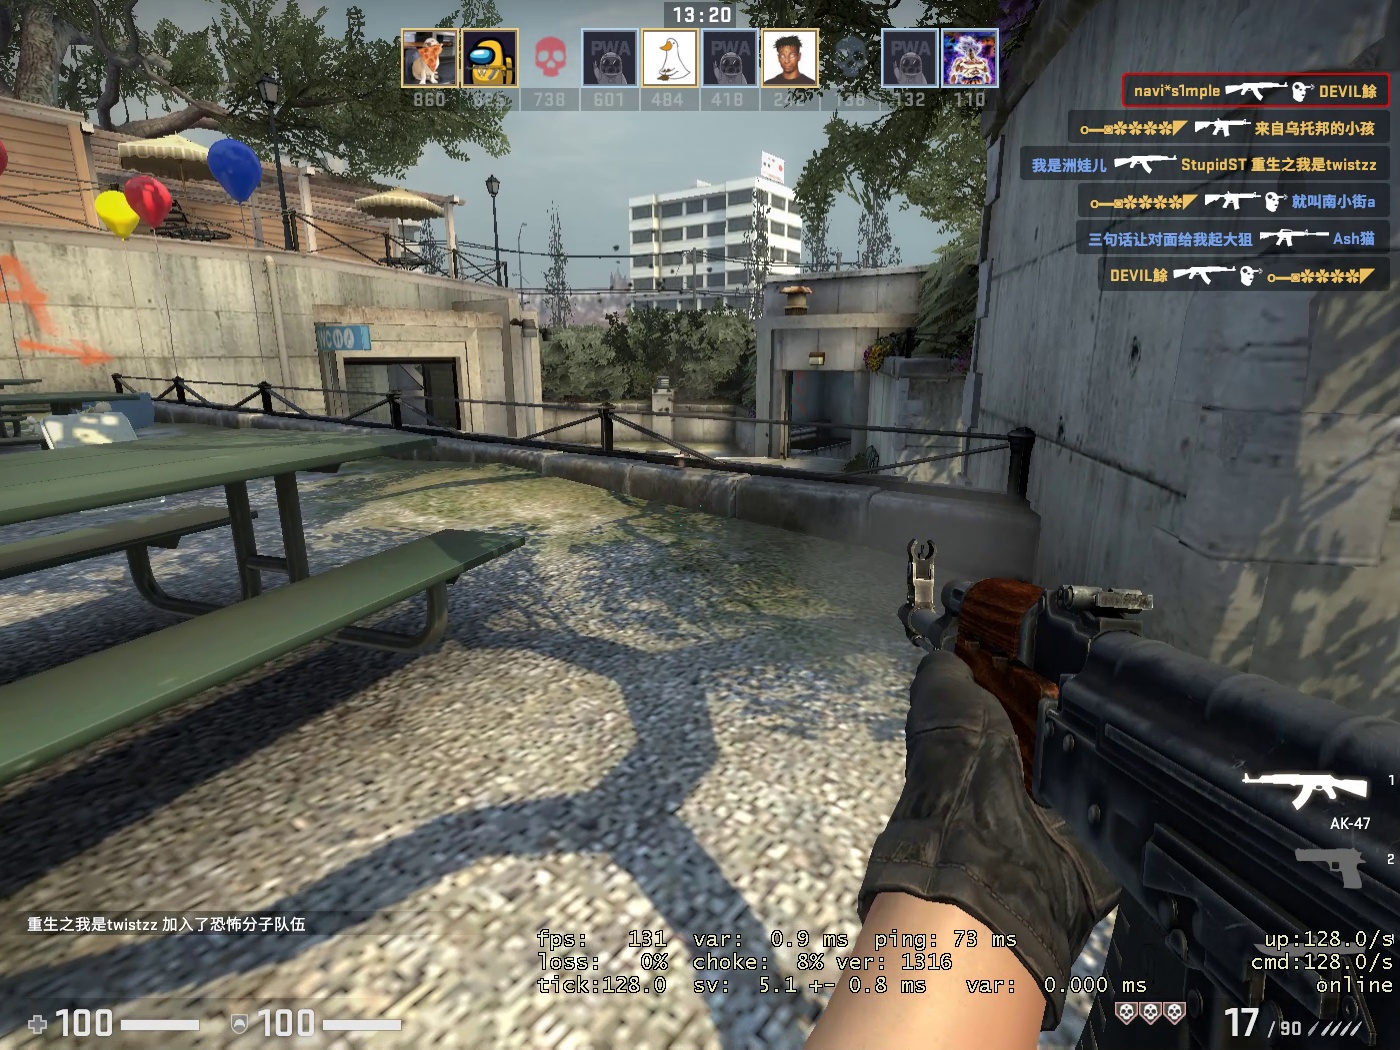 13:20
860 738 601 484 418 132 110
navi*s1mple DEVIL鮽
来自乌托邦的小孩
我是洲娃儿 StupidST 重生之我是twistzz
就叫南小街a
三句话让对面给我起大狙 Ash猫
DEVIL鮽
WC
A
1
AK-47
2
重生之我是twistzz 加入了恐怖分子队伍
fps: 131 var: 0.9 ms ping: 73 ms
loss: 0% choke: 8% ver: 1316
tick:128.0 sv: 5.1 +- 0.8 ms var: 0.000 ms
up:128.0/s
cmd:128.0/s
online
100 100
17 / 90